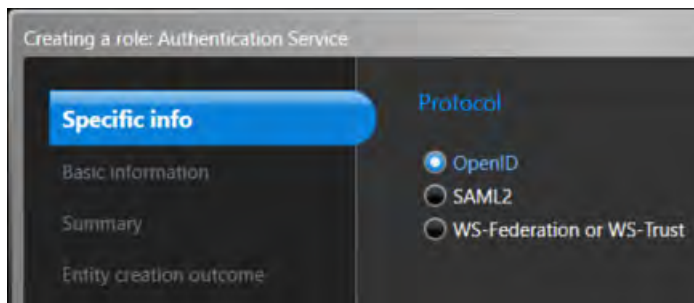 Creating a role: Authentication Service
Specific info
Basic information
Summary
Entity creation outcome
Protocol
OpenID
SAML2
WS-Federation or WS-Trust